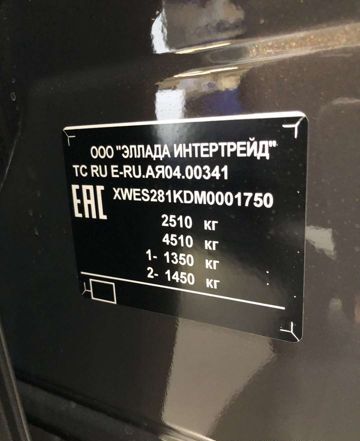 ООО "ЭЛЛАДА ИНТЕРТРЕЙД"
ТС RU Е-RU.АЯ04.00341
EAC XWES281KDM0001750
2510 кг
4510 кг
1- 1350 кг
2- 1450 кг